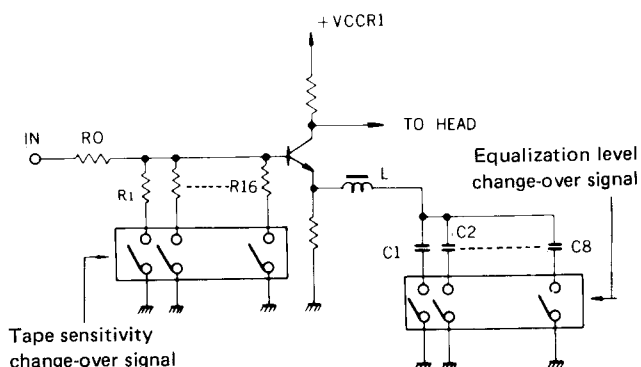 +VCCR1
TO HEAD
IN
RO
L
Equalization level
change-over signal
R1
R16
C1
C2
C8
Tape sensitivity
change-over signal